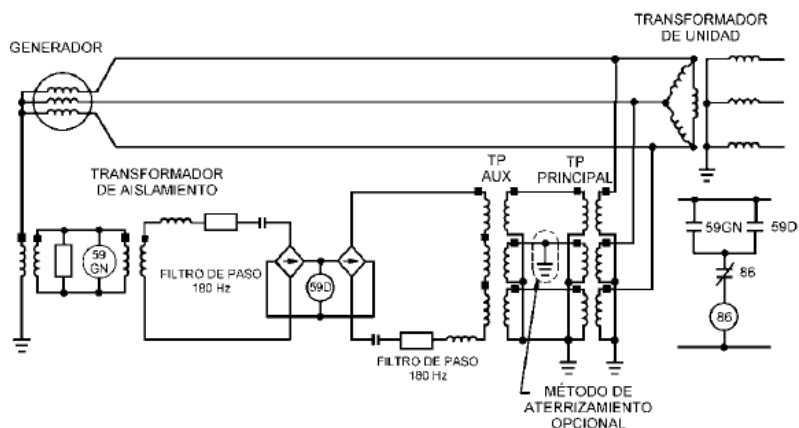 TRANSFORMADOR
DE UNIDAD
GENERADOR
TRANSFORMADOR
DE AISLAMIENTO
TP
AUX
TP
PRINCIPAL
59
GN
FILTRO DE PASO
180 Hz
59D
FILTRO DE PASO
180 Hz
MÉTODO DE
ATERRIZAMIENTO
OPCIONAL
59GN
59D
86
86